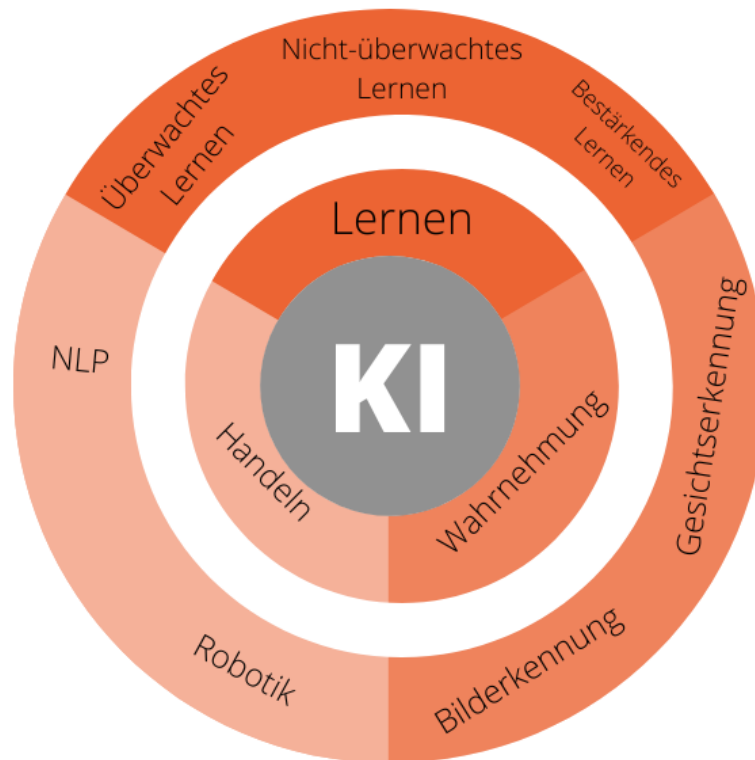 Nicht-überwachtes
Lernen
Überwachtes
Lernen
Bestärkendes
Lernen
Lernen
KI
NLP
Handeln
Wahrnehmung
Gesichtserkennung
Robotik
Bilderkennung